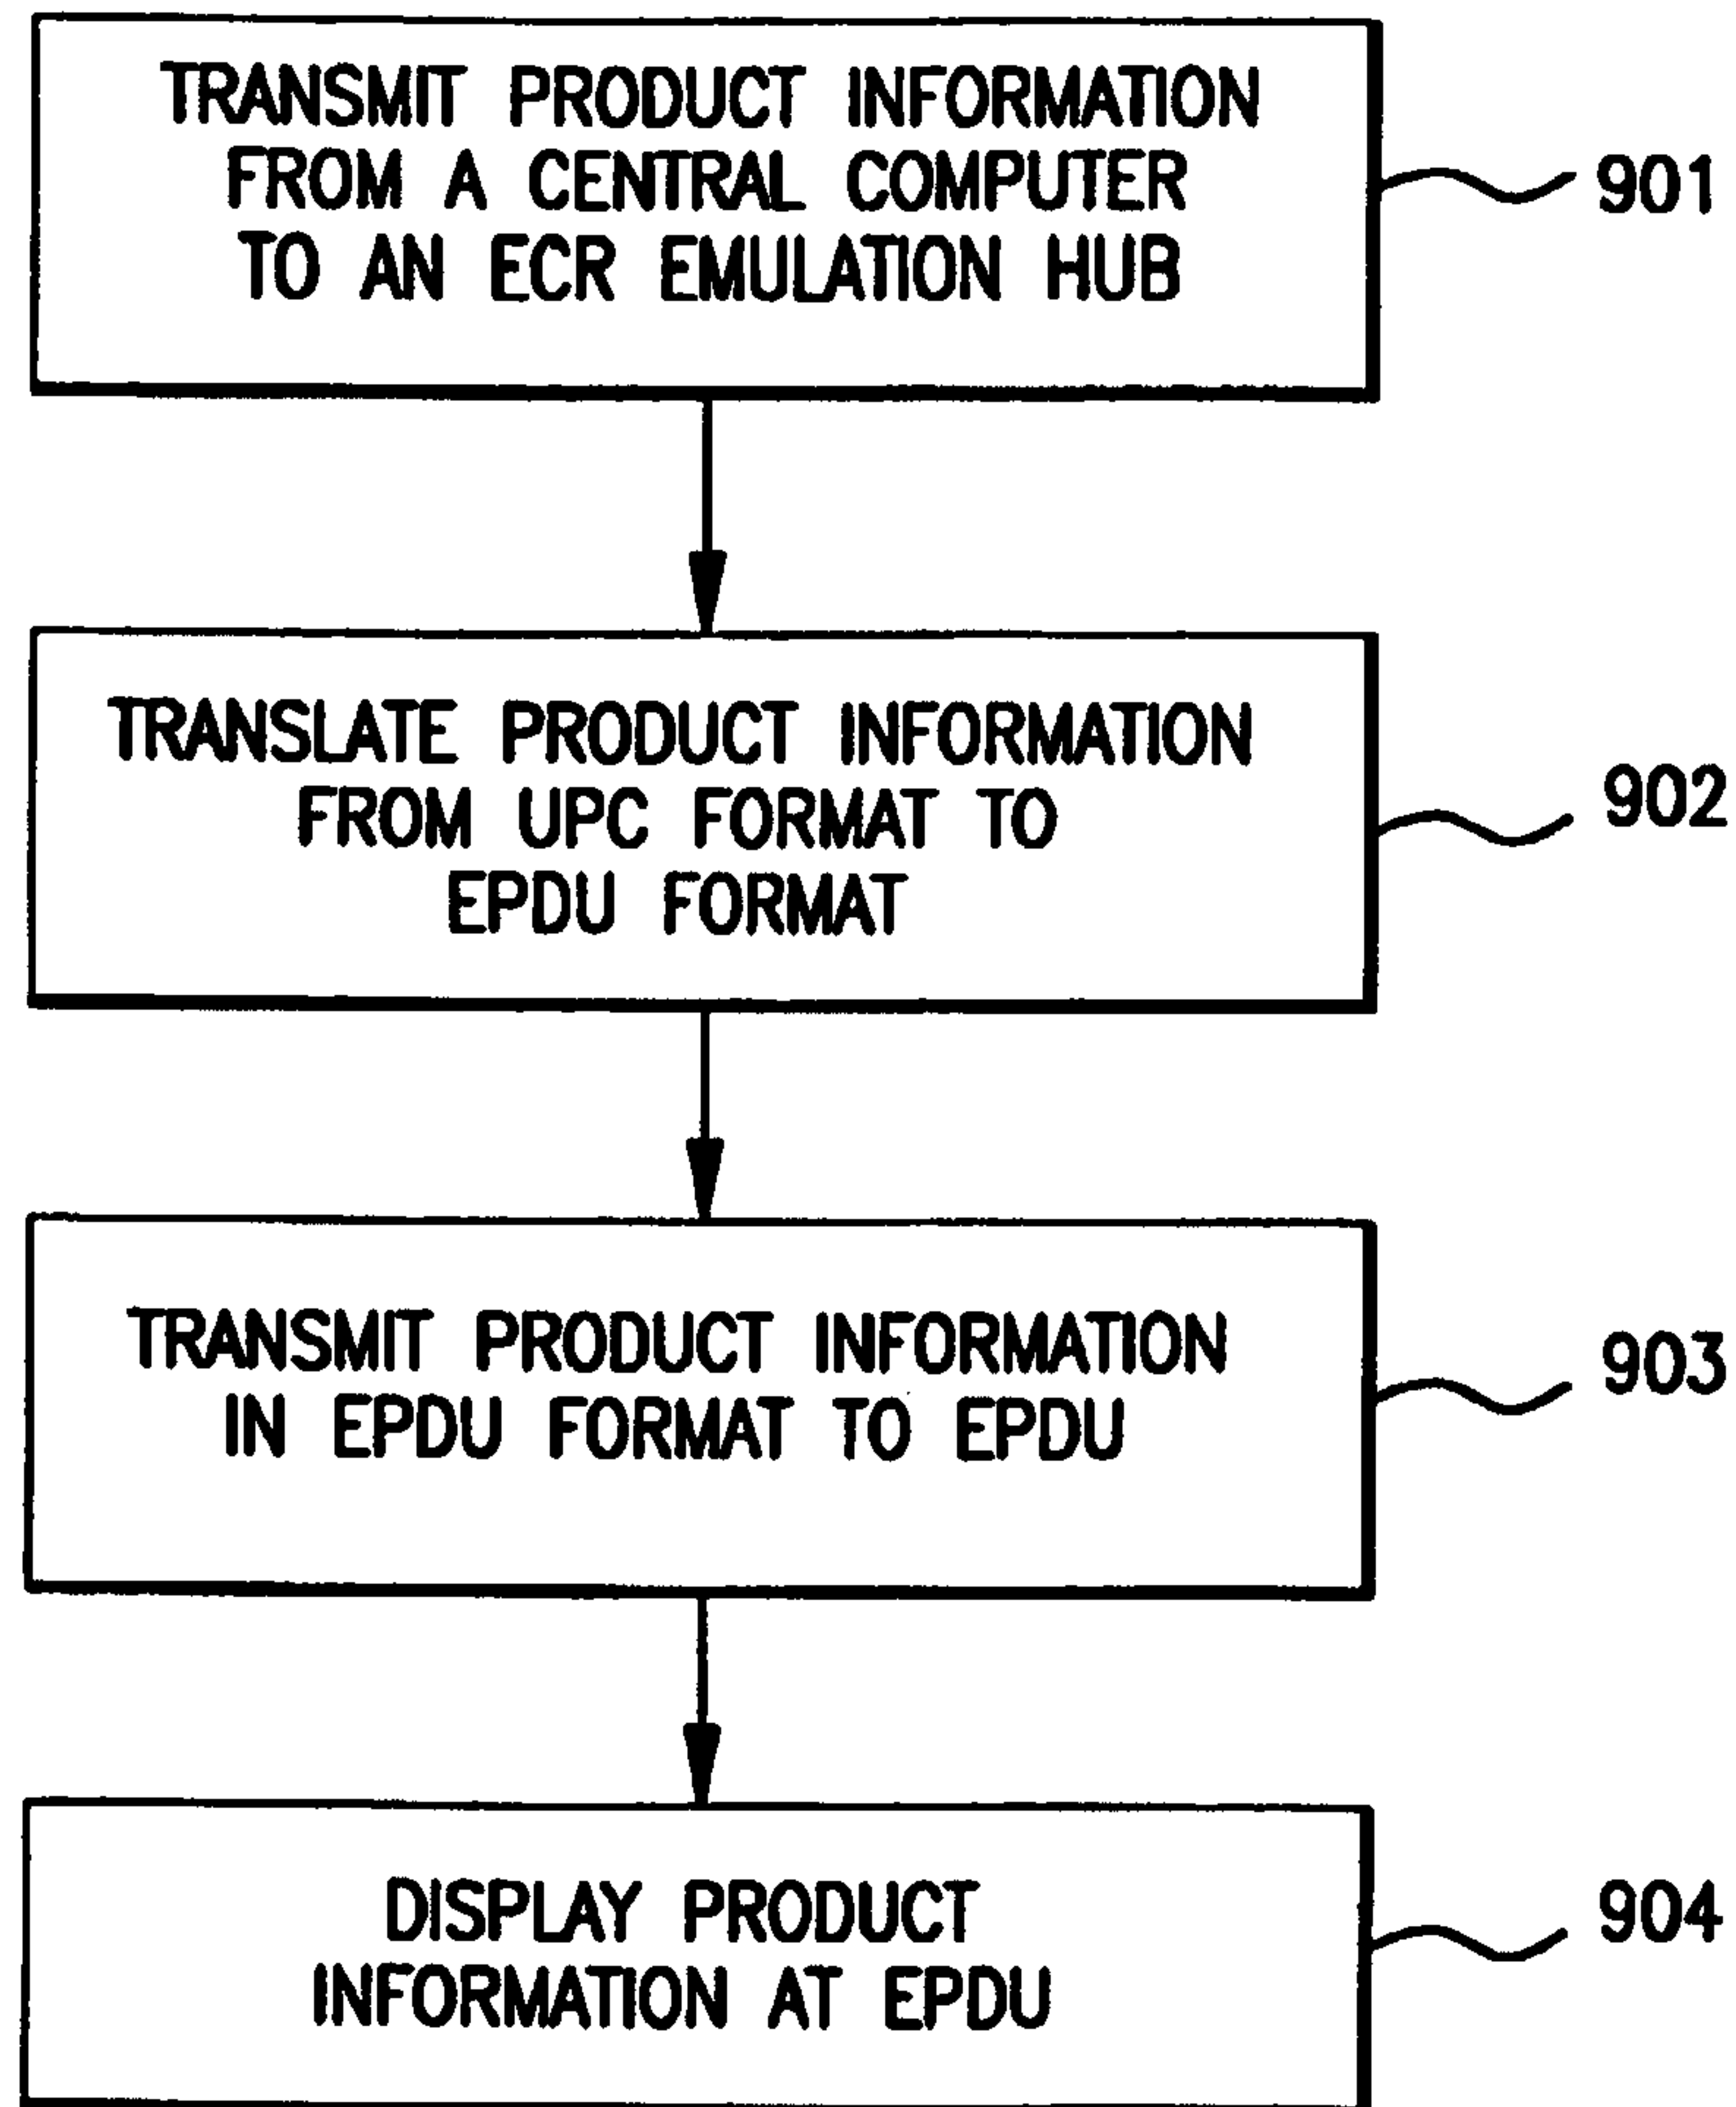 TRANSMIT PRODUCT INFORMATION
FROM A CENTRAL COMPUTER
TO AN ECR EMULATION HUB
901
TRANSLATE PRODUCT INFORMATION
FROM UPC FORMAT TO
EPDU FORMAT
902
TRANSMIT PRODUCT INFORMATION
IN EPDU FORMAT TO EPDU
903
DISPLAY PRODUCT
INFORMATION AT EPDU
904